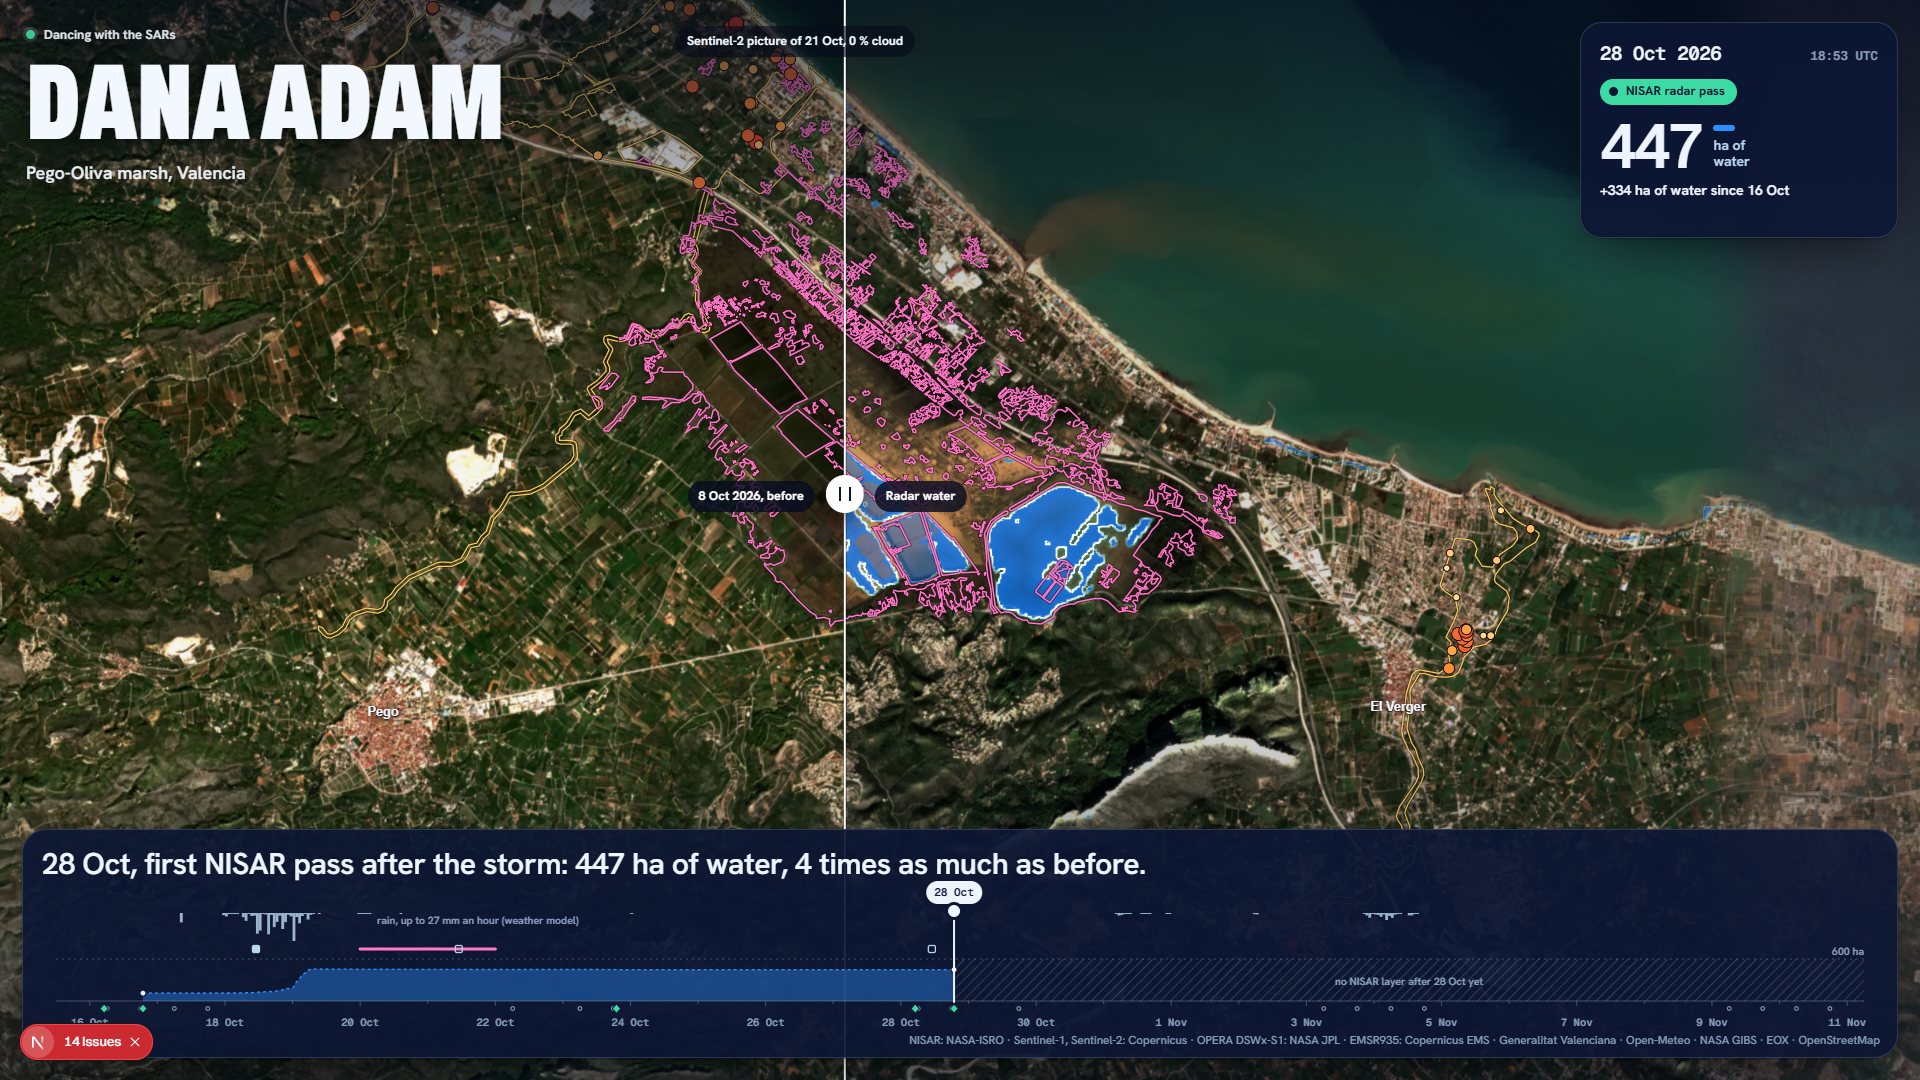 Dancing with the SARs
DANA ADAM
Pego-Oliva marsh, Valencia
Sentinel-2 picture of 21 Oct, 0 % cloud
28 Oct 2026
18:53 UTC
NISAR radar pass
447
ha of
water
+334 ha of water since 16 Oct
8 Oct 2026, before
Radar water
Pego
El Verger
28 Oct, first NISAR pass after the storm: 447 ha of water, 4 times as much as before.
28 Oct
rain, up to 27 mm an hour (weather model)
600 ha
no NISAR layer after 28 Oct yet
16 Oct
18 Oct
20 Oct
22 Oct
24 Oct
26 Oct
28 Oct
30 Oct
1 Nov
3 Nov
5 Nov
7 Nov
9 Nov
11 Nov
N
14 Issues
NISAR: NASA-ISRO · Sentinel-1, Sentinel-2: Copernicus · OPERA DSWx-S1: NASA JPL · EMSR935: Copernicus EMS · Generalitat Valenciana · Open-Meteo · NASA GIBS · EOX · OpenStreetMap